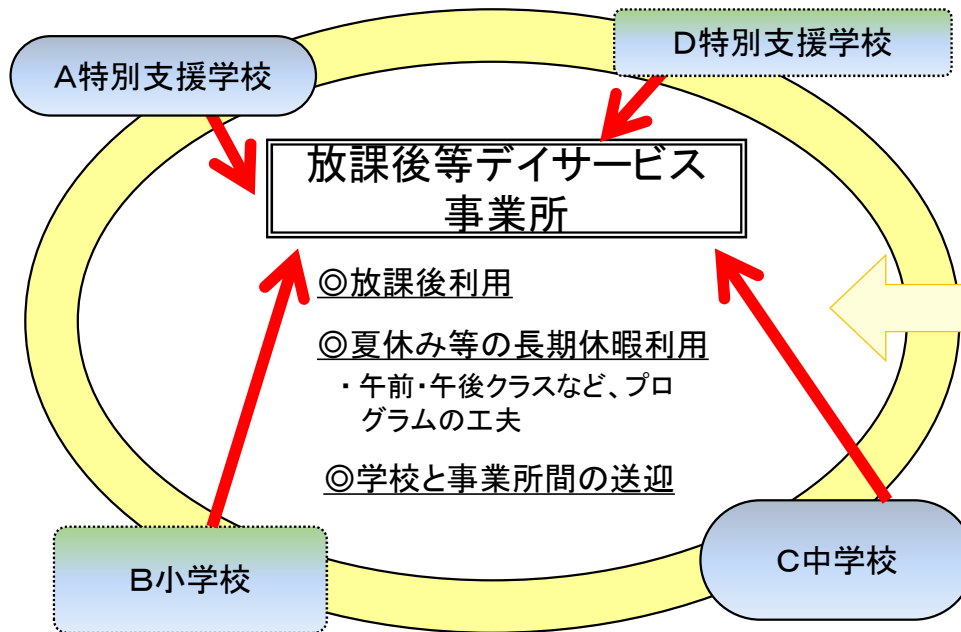 A特別支援学校
D特別支援学校
放課後等デイサービス
事業所
◎放課後利用
◎夏休み等の長期休暇利用
・午前・午後クラスなど、プロ
グラムの工夫
◎学校と事業所間の送迎
B小学校
C中学校